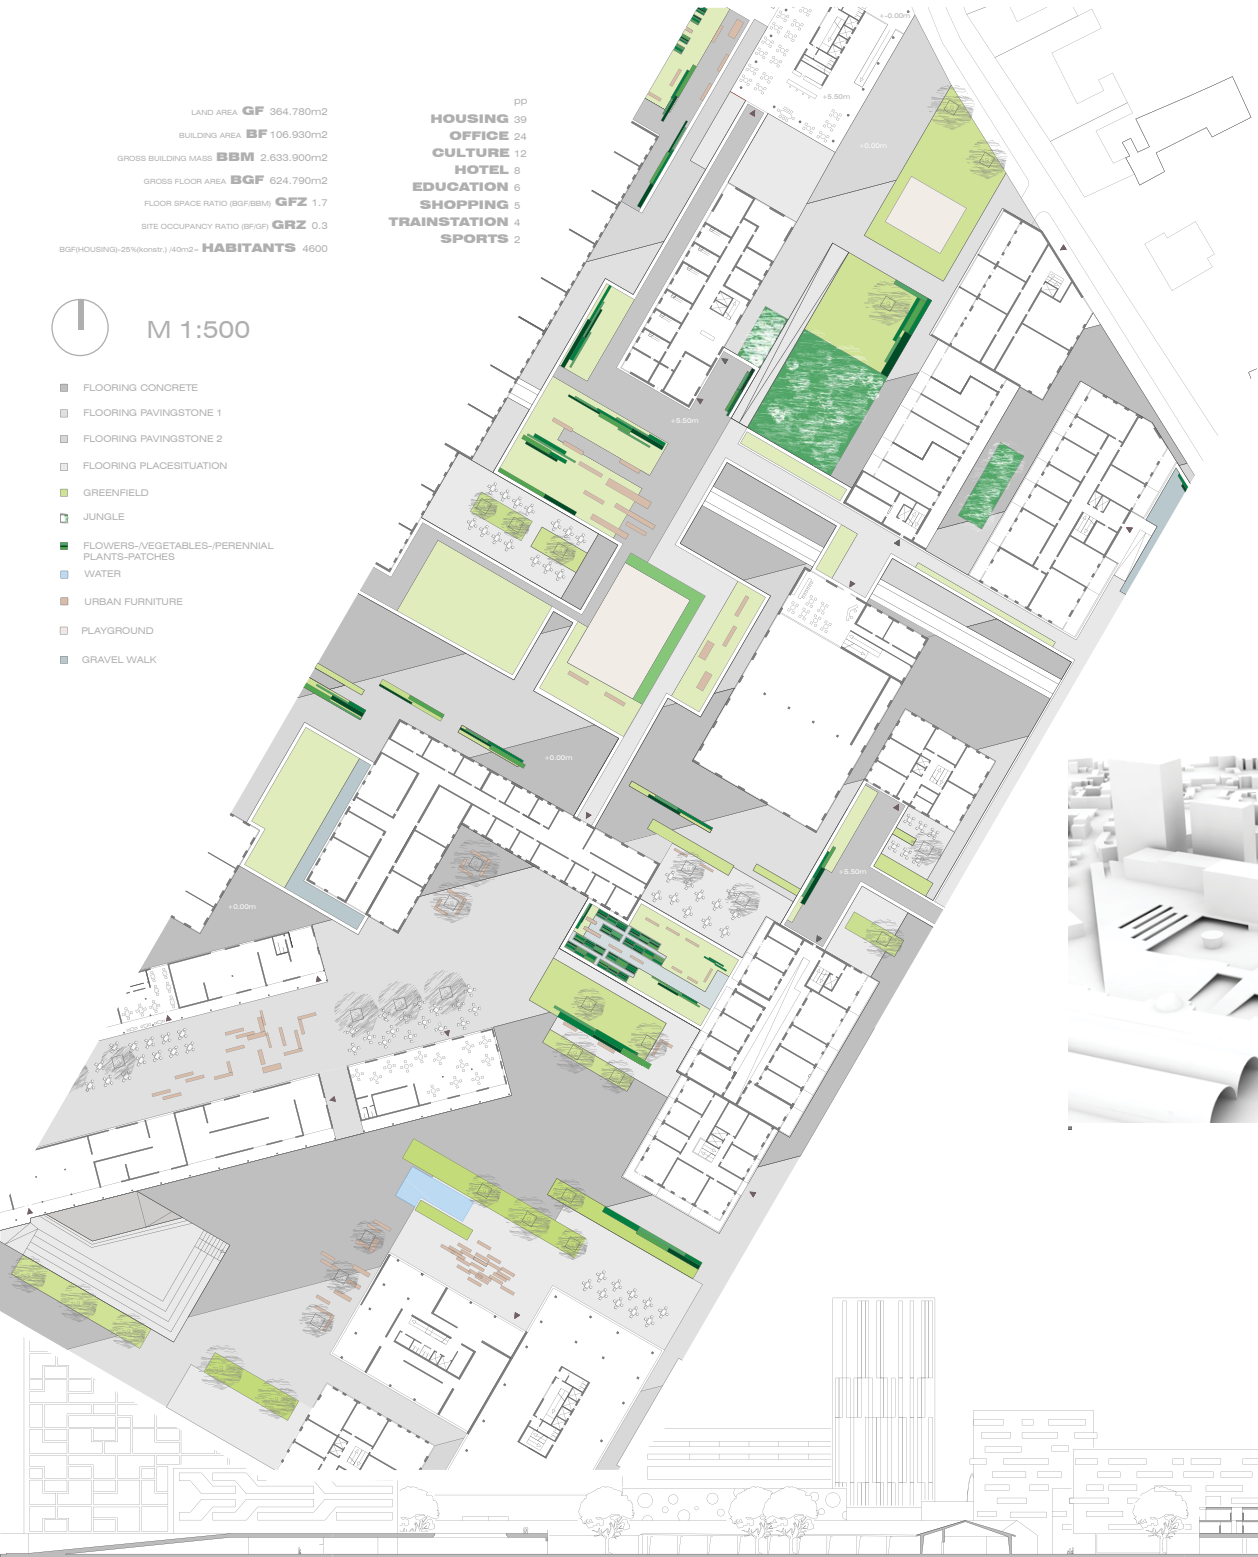 LAND AREA GF 364.780m2
BUILDING AREA BF 106.930m2
GROSS BUILDING MASS BBM 2.633.900m2
GROSS FLOOR AREA BGF 624.790m2
FLOOR SPACE RATIO (BGF/BBM) GFZ 1.7
SITE OCCUPANCY RATIO (BF/GF) GRZ 0.3
BGF(HOUSING)-25%(konstr.) /40m2= HABITANTS 4600
pp
HOUSING 39
OFFICE 24
CULTURE 12
HOTEL 8
EDUCATION 6
SHOPPING 5
TRAINSTATION 4
SPORTS 2
M 1:500
FLOORING CONCRETE
FLOORING PAVINGSTONE 1
FLOORING PAVINGSTONE 2
FLOORING PLACESITUATION
GREENFIELD
JUNGLE
FLOWERS-/VEGETABLES-/PERENNIAL
PLANTS-PATCHES
WATER
URBAN FURNITURE
PLAYGROUND
GRAVEL WALK
+-0.00m
+5.50m
+0.00m
+5.50m
+0.00m
+5.50m
+0.00m